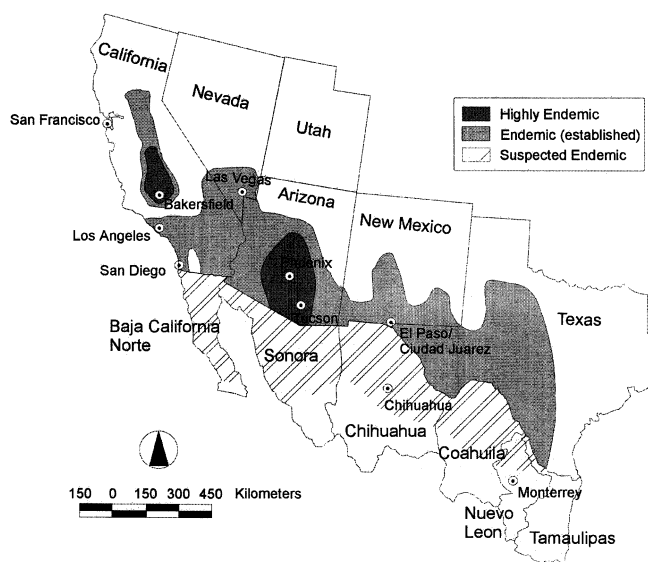 California
Nevada
Utah
San Francisco
Highly Endemic
Endemic (established)
Suspected Endemic
Las Vegas
Bakersfield
Arizona
New Mexico
Los Angeles
Phoenix
San Diego
Tucson
Texas
El Paso/
Ciudad Juarez
Baja California
Norte
Sonora
Chihuahua
Chihuahua
Coahuila
Monterrey
Nuevo
Leon
Tamaulipas
150 0 150 300 450 Kilometers